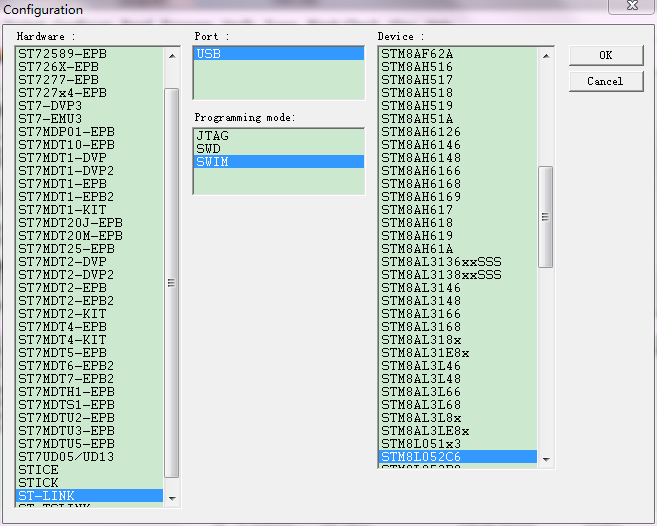 Configuration
Hardware :
ST72589-EPB
ST726X-EPB
ST7277-EPB
ST727x4-EPB
ST7-DVP3
ST7-EMU3
ST7MDP01-EPB
ST7MDT10-EPB
ST7MDT1-DVP
ST7MDT1-DVP2
ST7MDT1-EPB
ST7MDT1-EPB2
ST7MDT1-KIT
ST7MDT20J-EPB
ST7MDT20M-EPB
ST7MDT25-EPB
ST7MDT2-DVP
ST7MDT2-DVP2
ST7MDT2-EPB
ST7MDT2-EPB2
ST7MDT2-KIT
ST7MDT4-EPB
ST7MDT4-KIT
ST7MDT5-EPB
ST7MDT6-EPB2
ST7MDT7-EPB2
ST7MDTH1-EPB
ST7MDTS1-EPB
ST7MDTU2-EPB
ST7MDTU3-EPB
ST7MDTU5-EPB
ST7UD05/UD13
STICE
STICK
ST-LINK
Port :
USB
Programming mode:
JTAG
SWD
SWIM
Device :
STM8AF62A
STM8AH516
STM8AH517
STM8AH518
STM8AH519
STM8AH51A
STM8AH6126
STM8AH6146
STM8AH6148
STM8AH6166
STM8AH6168
STM8AH6169
STM8AH617
STM8AH618
STM8AH619
STM8AH61A
STM8AL3136xxSSS
STM8AL3138xxSSS
STM8AL3146
STM8AL3148
STM8AL3166
STM8AL3168
STM8AL318x
STM8AL31E8x
STM8AL3L46
STM8AL3L48
STM8AL3L66
STM8AL3L68
STM8AL3L8x
STM8AL3LE8x
STM8L051x3
STM8L052C6
OK
Cancel